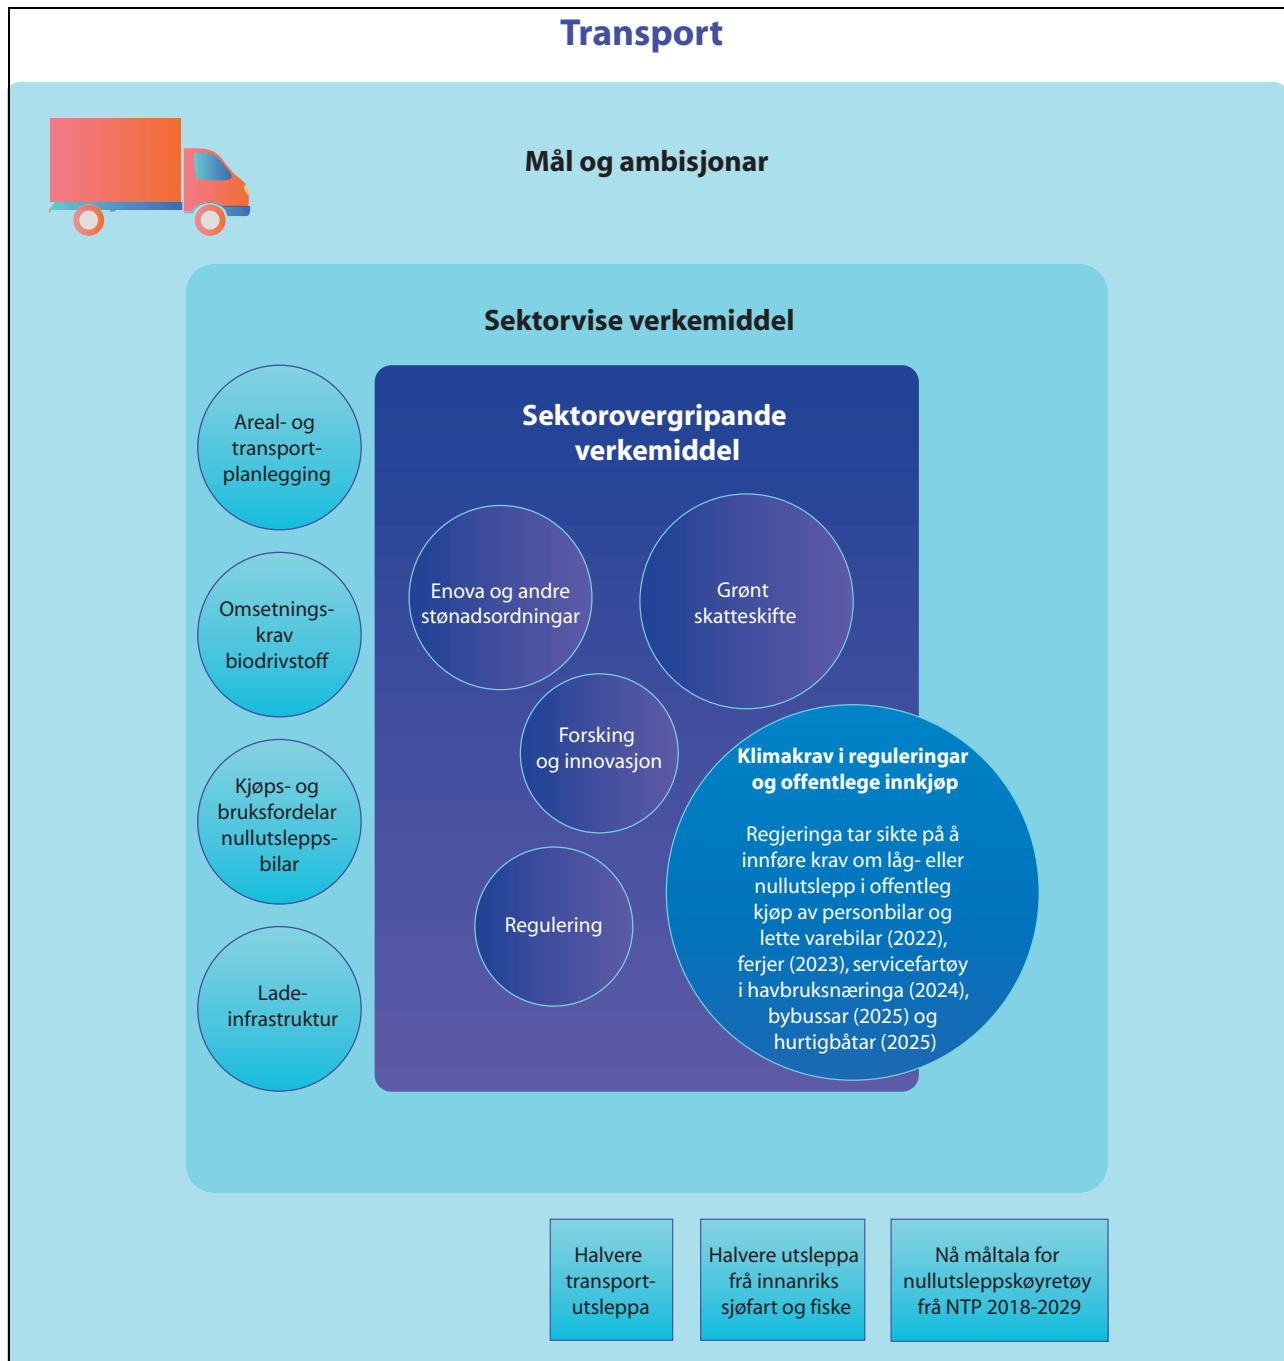 Transport
Mål og ambisjonar
Sektorvise verkemiddel
Areal- og
transport-
planlegging
Omsetnings-
krav
biodrivstoff
Kjøps- og
bruksfordelar
nullutslepps-
bilar
Lade-
infrastruktur
Sektorovergripande
verkemiddel
Enova og andre
stønadsordningar
Grønt
skatteskifte
Forsking
og innovasjon
Regulering
Klimakrav i reguleringar
og offentlege innkjøp
Regjeringa tar sikte på å
innføre krav om låg- eller
nullutslepp i offentleg
kjøp av personbilar og
lette varebilar (2022),
ferjer (2023), servicefartøy
i havbruksnæringa (2024),
bybussar (2025) og
hurtigbåtar (2025)
Halvere
transport-
utsleppa
Halvere utsleppa
frå innanriks
sjøfart og fiske
Nå måltala for
nullutsleppskøyretøy
frå NTP 2018-2029